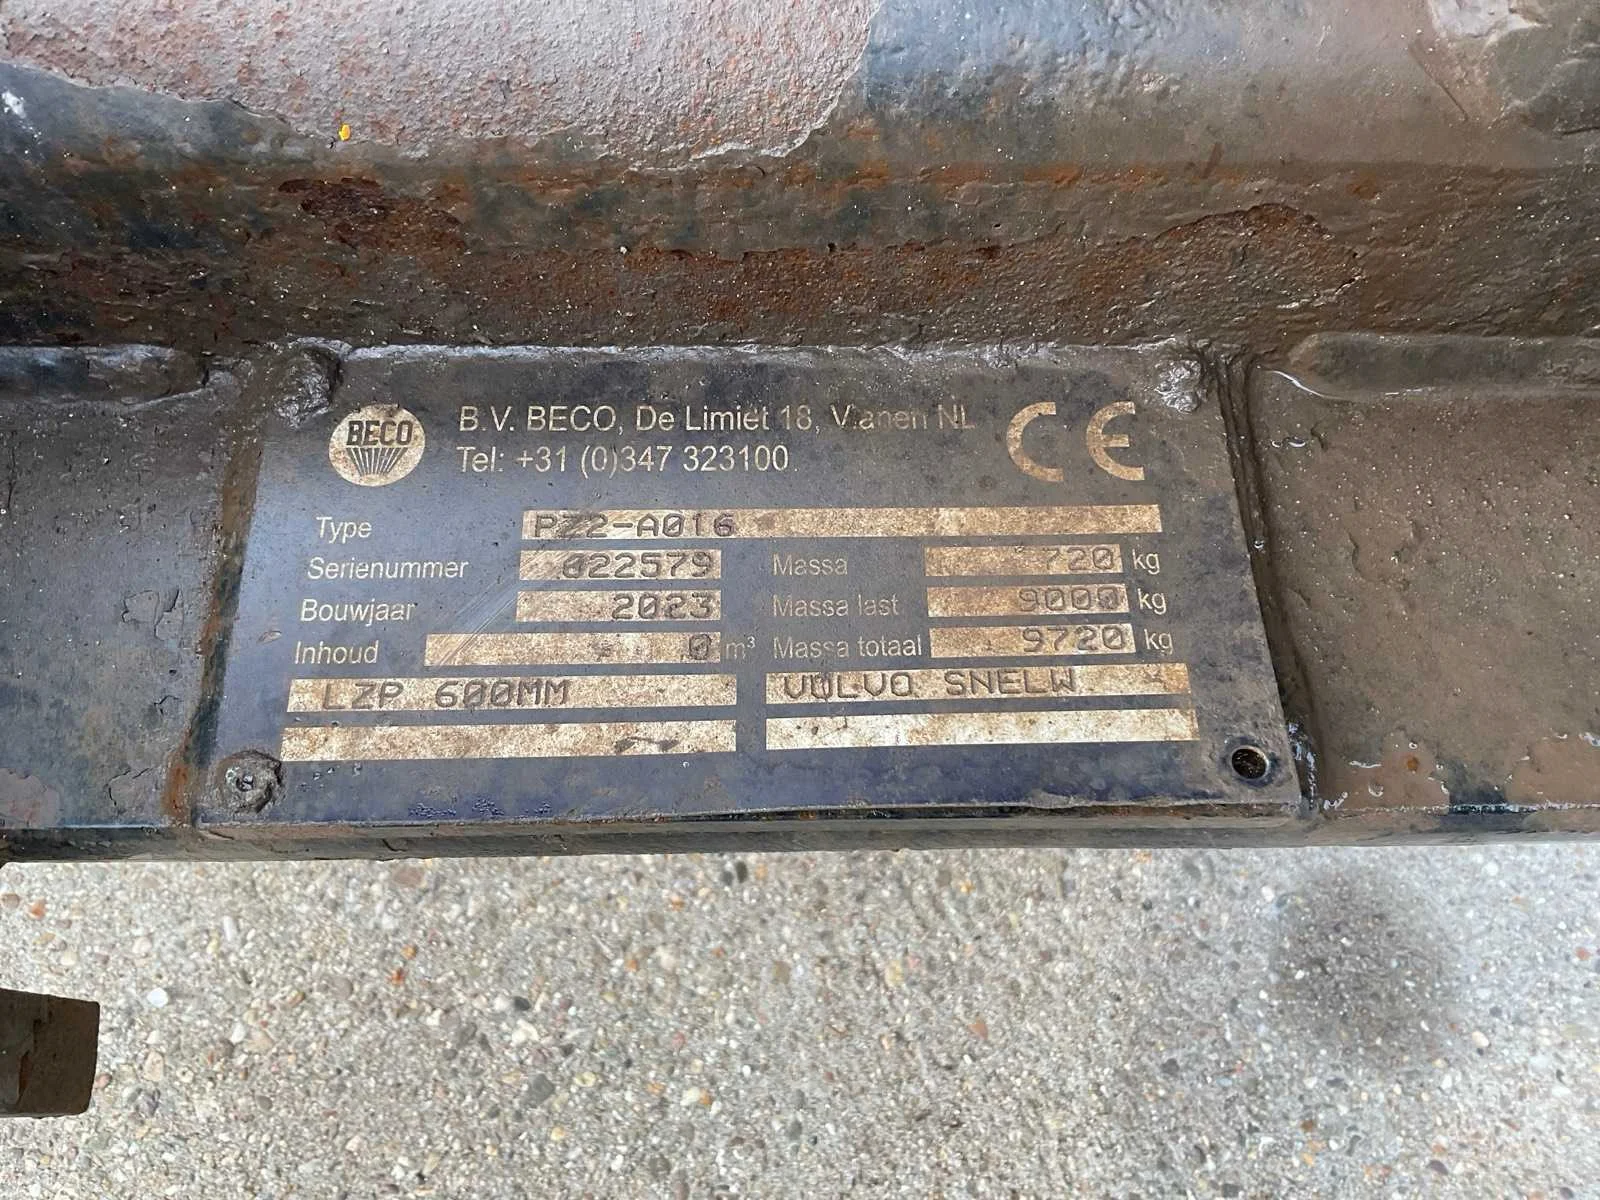 BECO
B.V. BECO, De Limiet 18, Vianen NL
Tel: +31 (0)347 323100
CE
Type PZ2-A016
Serienummer 022579 Massa 720 kg
Bouwjaar 2023 Massa last 9000 kg
Inhoud .0 m³ Massa totaal 9720 kg
LZP 600MM VOLVO SNELW.